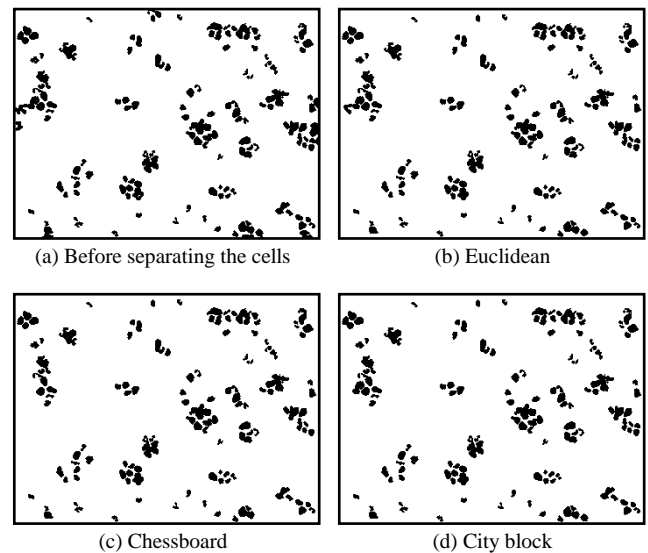 (a) Before separating the cells
(b) Euclidean
(c) Chessboard
(d) City block